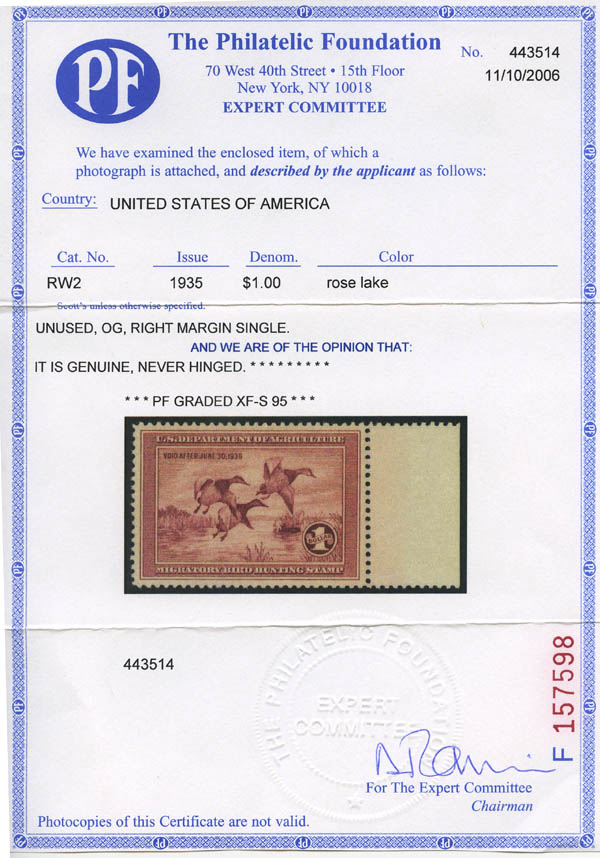 PF
The Philatelic Foundation
70 West 40th Street • 15th Floor
New York, NY 10018
EXPERT COMMITTEE
No. 443514
11/10/2006
We have examined the enclosed item, of which a
photograph is attached, and described by the applicant as follows:
Country: UNITED STATES OF AMERICA
Cat. No. Issue Denom. Color
RW2 1935 $1.00 rose lake
Scott's unless otherwise specified.
UNUSED, OG, RIGHT MARGIN SINGLE.
AND WE ARE OF THE OPINION THAT:
IT IS GENUINE, NEVER HINGED. * * * * * * * * *
* * * PF GRADED XF-S 95 * * *
U.S. DEPARTMENT OF AGRICULTURE
VOID AFTER JUNE 30, 1936
1
DOLLAR
MIGRATORY BIRD HUNTING STAMP
443514
THE PHILATELIC FOUNDATION
EXPERT
COMMITTEE
F 157598
For The Expert Committee
Chairman
Photocopies of this Certificate are not valid.